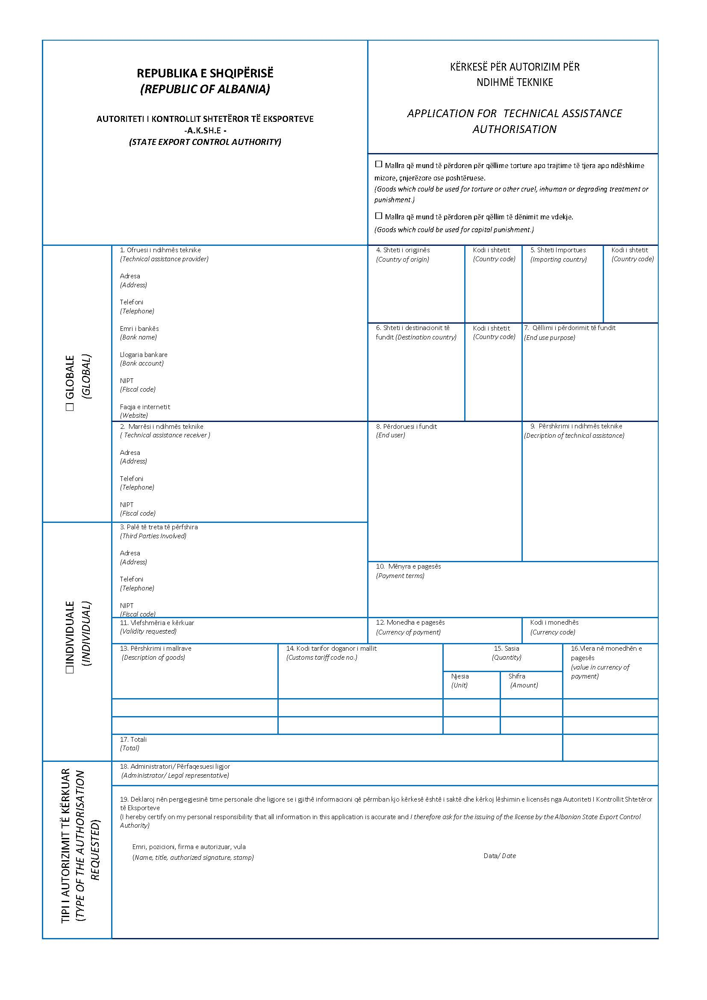 REPUBLIKA E SHQIPËRISË
(REPUBLIC OF ALBANIA)
AUTORITETI I KONTROLLIT SHTETËROR TË EKSPORTEVE
-A.K.SH.E -
(STATE EXPORT CONTROL AUTHORITY)
KËRKESË PËR AUTORIZIM PËR
NDIHMË TEKNIKE
APPLICATION FOR TECHNICAL ASSISTANCE
AUTHORISATION
☐ Mallra që mund të përdoren për qëllime torture apo trajtime të tjera apo ndëshkime
mizore, çnjerëzore ose poshtëruese.
(Goods which could be used for torture or other cruel, inhuman or degrading treatment or
punishment.)
☐ Mallra që mund të përdoren për qëllim të dënimit me vdekje.
(Goods which could be used for capital punishment.)
☐ GLOBALE
(GLOBAL)
1. Ofruesi i ndihmës teknike
(Technical assistance provider)
Adresa
(Address)
Telefoni
(Telephone)
Emri i bankës
(Bank name)
Llogaria bankare
(Bank account)
NIPT
(Fiscal code)
Faqja e internetit
(Website)
4. Shteti i origjinës
(Country of origin)
Kodi i shtetit
(Country code)
5. Shteti Importues
(Importing country)
Kodi i shtetit
(Country code)
6. Shteti i destinacionit të
fundit (Destination country)
Kodi i shtetit
(Country code)
7. Qëllimi i përdorimit të fundit
(End use purpose)
2. Marrësi i ndihmës teknike
( Technical assistance receiver )
Adresa
(Address)
Telefoni
(Telephone)
NIPT
(Fiscal code)
8. Përdoruesi i fundit
(End user)
9. Përshkrimi i ndihmës teknike
(Decription of technical assistance)
☐INDIVIDUALE
(INDIVIDUAL)
3. Palë të treta të përfshira
(Third Parties Involved)
Adresa
(Address)
Telefoni
(Telephone)
NIPT
(Fiscal code)
10. Mënyra e pagesës
(Payment terms)
11. Vlefshmëria e kërkuar
(Validity requested)
12. Monedha e pagesës
(Currency of payment)
Kodi i monedhës
(Currency code)
13. Përshkrimi i mallrave
(Description of goods)
14. Kodi tarifor doganor i mallit
(Customs tariff code no.)
15. Sasia
(Quantity)
Njesia
(Unit)
Shifra
(Amount)
16.Vlera në monedhën e
pagesës
(value in currency of
payment)
17. Totali
(Total)
TIPI I AUTORIZIMIT TË KËRKUAR
(TYPE OF THE AUTHORISATION
REQUESTED)
18. Administratori/ Përfaqesuesi ligjor
(Administrator/ Legal representative)
19. Deklaroj nën pergjegjesinë time personale dhe ligjore se i gjithë informacioni që përmban kjo kërkesë është i saktë dhe kërkoj lëshimin e licensës nga Autoriteti I Kontrollit Shtetëror
të Eksporteve
(I hereby certify on my personal responsibility that all information in this application is accurate and I therefore ask for the issuing of the license by the Albanian State Export Control
Authority)
Emri, pozicioni, firma e autorizuar, vula
(Name, title, authorized signature, stamp)
Data/ Date